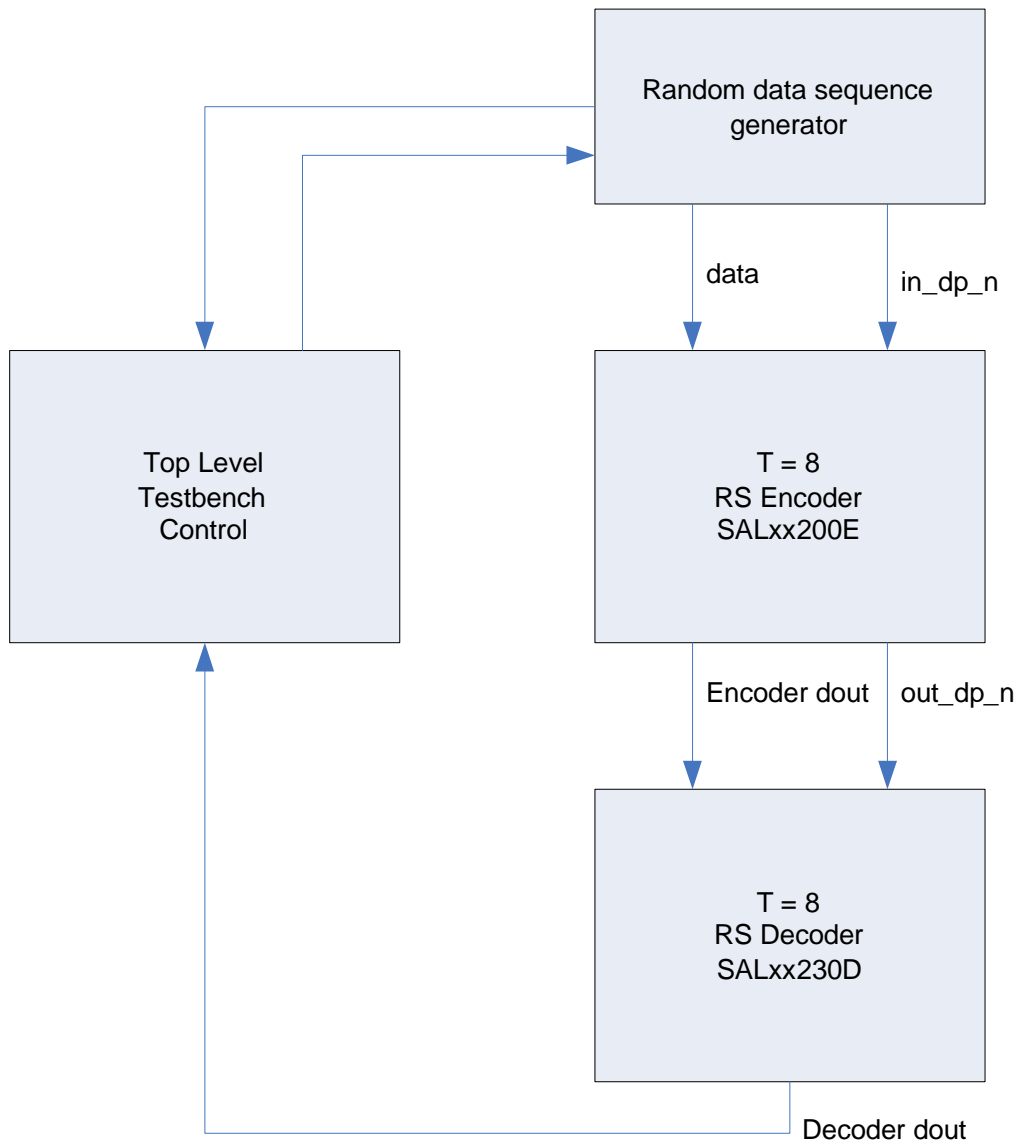 Random data sequence
generator
data
in_dp_n
Top Level
Testbench
Control
T = 8
RS Encoder
SALxx200E
Encoder dout
out_dp_n
T = 8
RS Decoder
SALxx230D
Decoder dout